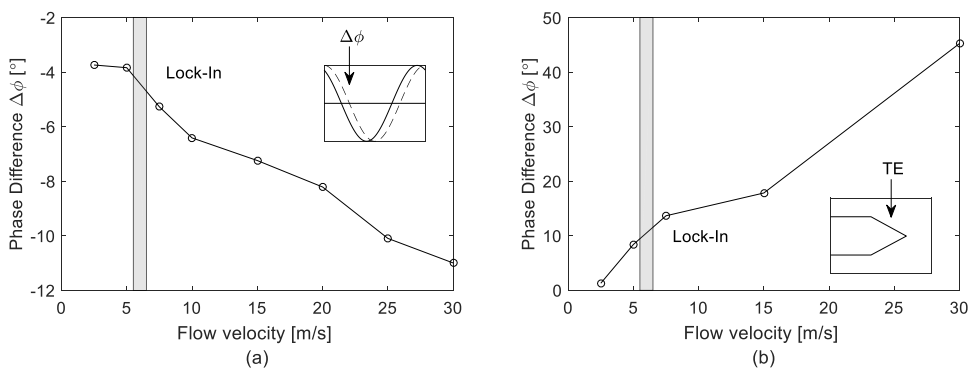 -2
-4
-6
-8
-10
-12
0
5
10
15
20
25
30
Phase Difference Δϕ [°]
Flow velocity [m/s]
Lock-In
Δϕ
(a)
50
40
30
20
10
0
0
5
10
15
20
25
30
Phase Difference Δϕ [°]
Flow velocity [m/s]
Lock-In
TE
(b)